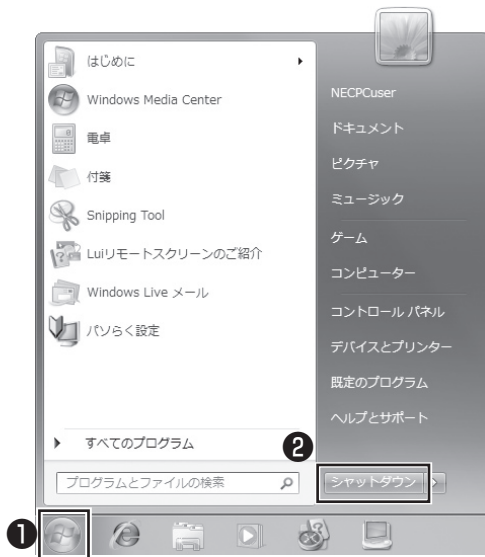 はじめに
Windows Media Center
電卓
付箋
Snipping Tool
Luiリモートスクリーンのご紹介
Windows Live メール
パソらく設定
すべてのプログラム
プログラムとファイルの検索
NECPCuser
ドキュメント
ピクチャ
ミュージック
ゲーム
コンピューター
コントロール パネル
デバイスとプリンター
既定のプログラム
ヘルプとサポート
❷
シャットダウン
❶